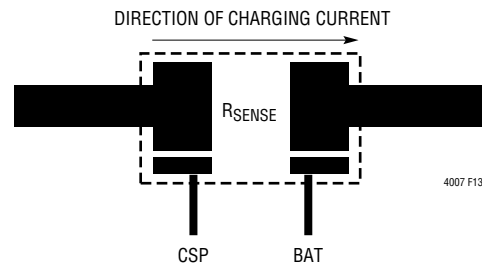 DIRECTION OF CHARGING CURRENT
RSENSE
4007 F13
CSP BAT